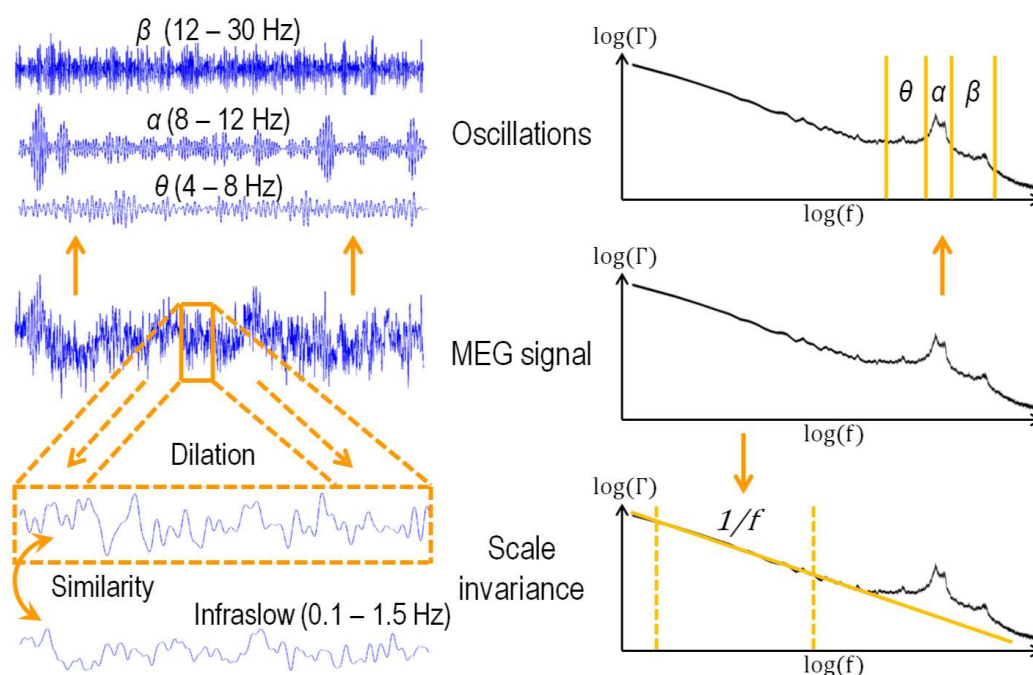 β (12 – 30 Hz)
α (8 – 12 Hz)
θ (4 – 8 Hz)
Oscillations
log(Γ)
θ α β
log(f)
MEG signal
log(Γ)
log(f)
Dilation
Similarity
Infraslow (0.1 – 1.5 Hz)
Scale
invariance
log(Γ)
1/f
log(f)